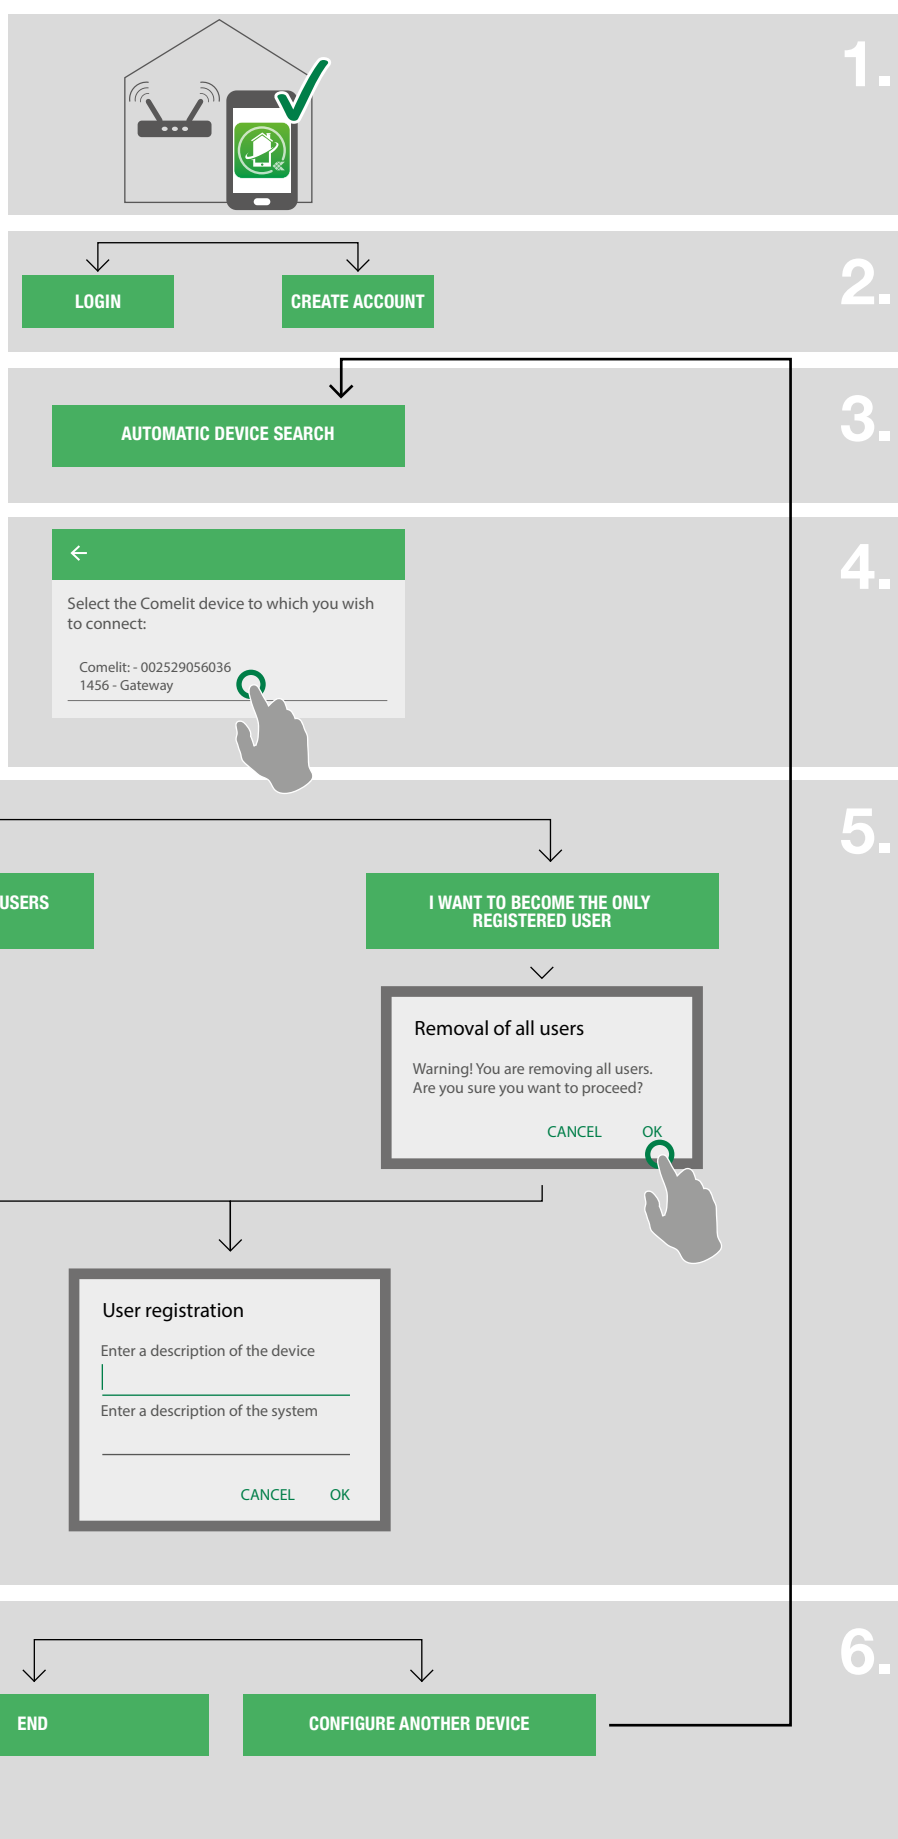 1.
2.
LOGIN
CREATE ACCOUNT
3.
AUTOMATIC DEVICE SEARCH
4.
Select the Comelit device to which you wish
to connect:
Comelit: - 002529056036
1456 - Gateway
5.
USERS
I WANT TO BECOME THE ONLY
REGISTERED USER
Removal of all users
Warning! You are removing all users.
Are you sure you want to proceed?
CANCEL OK
User registration
Enter a description of the device
Enter a description of the system
CANCEL OK
6.
END
CONFIGURE ANOTHER DEVICE